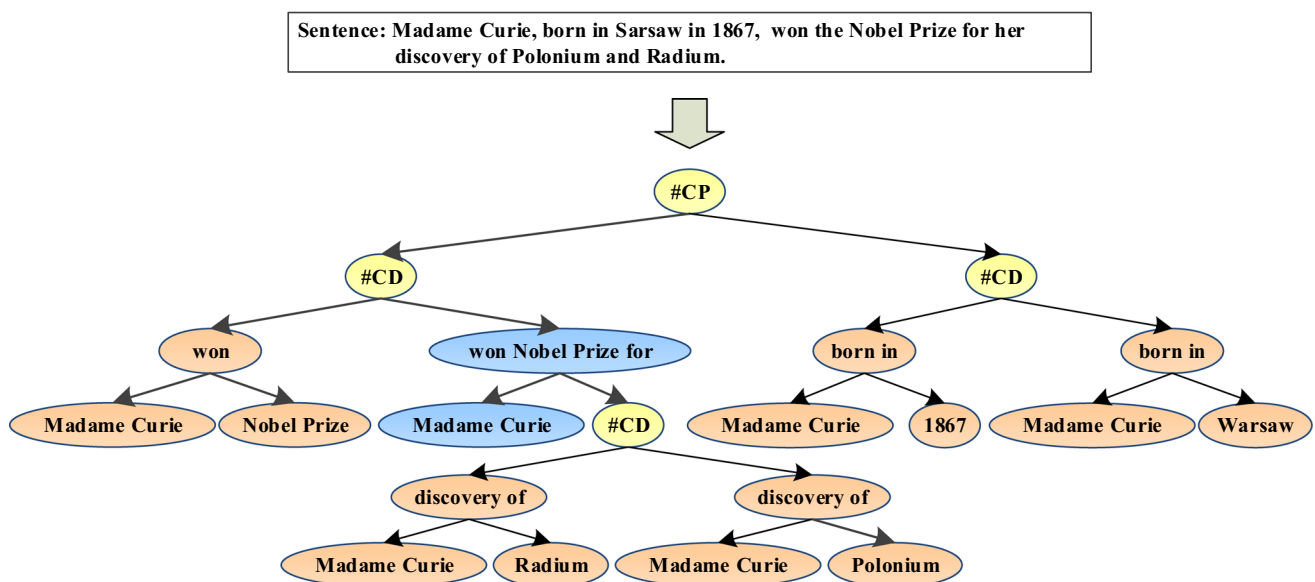 Sentence: Madame Curie, born in Sarsaw in 1867, won the Nobel Prize for her
discovery of Polonium and Radium.
#CP
#CD
#CD
won
won Nobel Prize for
born in
born in
Madame Curie
Nobel Prize
Madame Curie
#CD
Madame Curie
1867
Madame Curie
Warsaw
discovery of
discovery of
Madame Curie
Radium
Madame Curie
Polonium